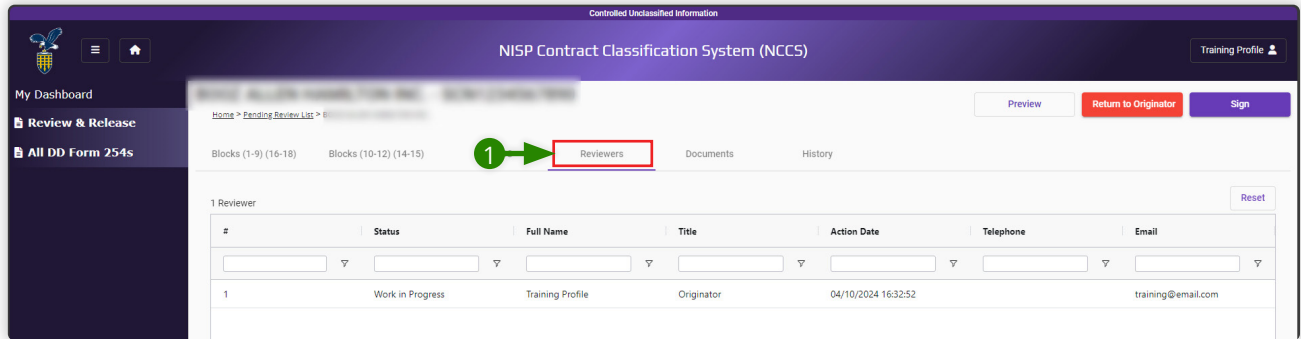 Controlled Unclassified Information
NISP Contract Classification System (NCCS)
Training Profile
My Dashboard
Review & Release
All DD Form 254s
Home > Pending Review List >
Preview
Return to Originator
Sign
Blocks (1-9) (16-18)
Blocks (10-12) (14-15)
1
Reviewers
Documents
History
1 Reviewer
Reset
# Status Full Name Title Action Date Telephone Email
1 Work in Progress Training Profile Originator 04/10/2024 16:32:52 training@email.com